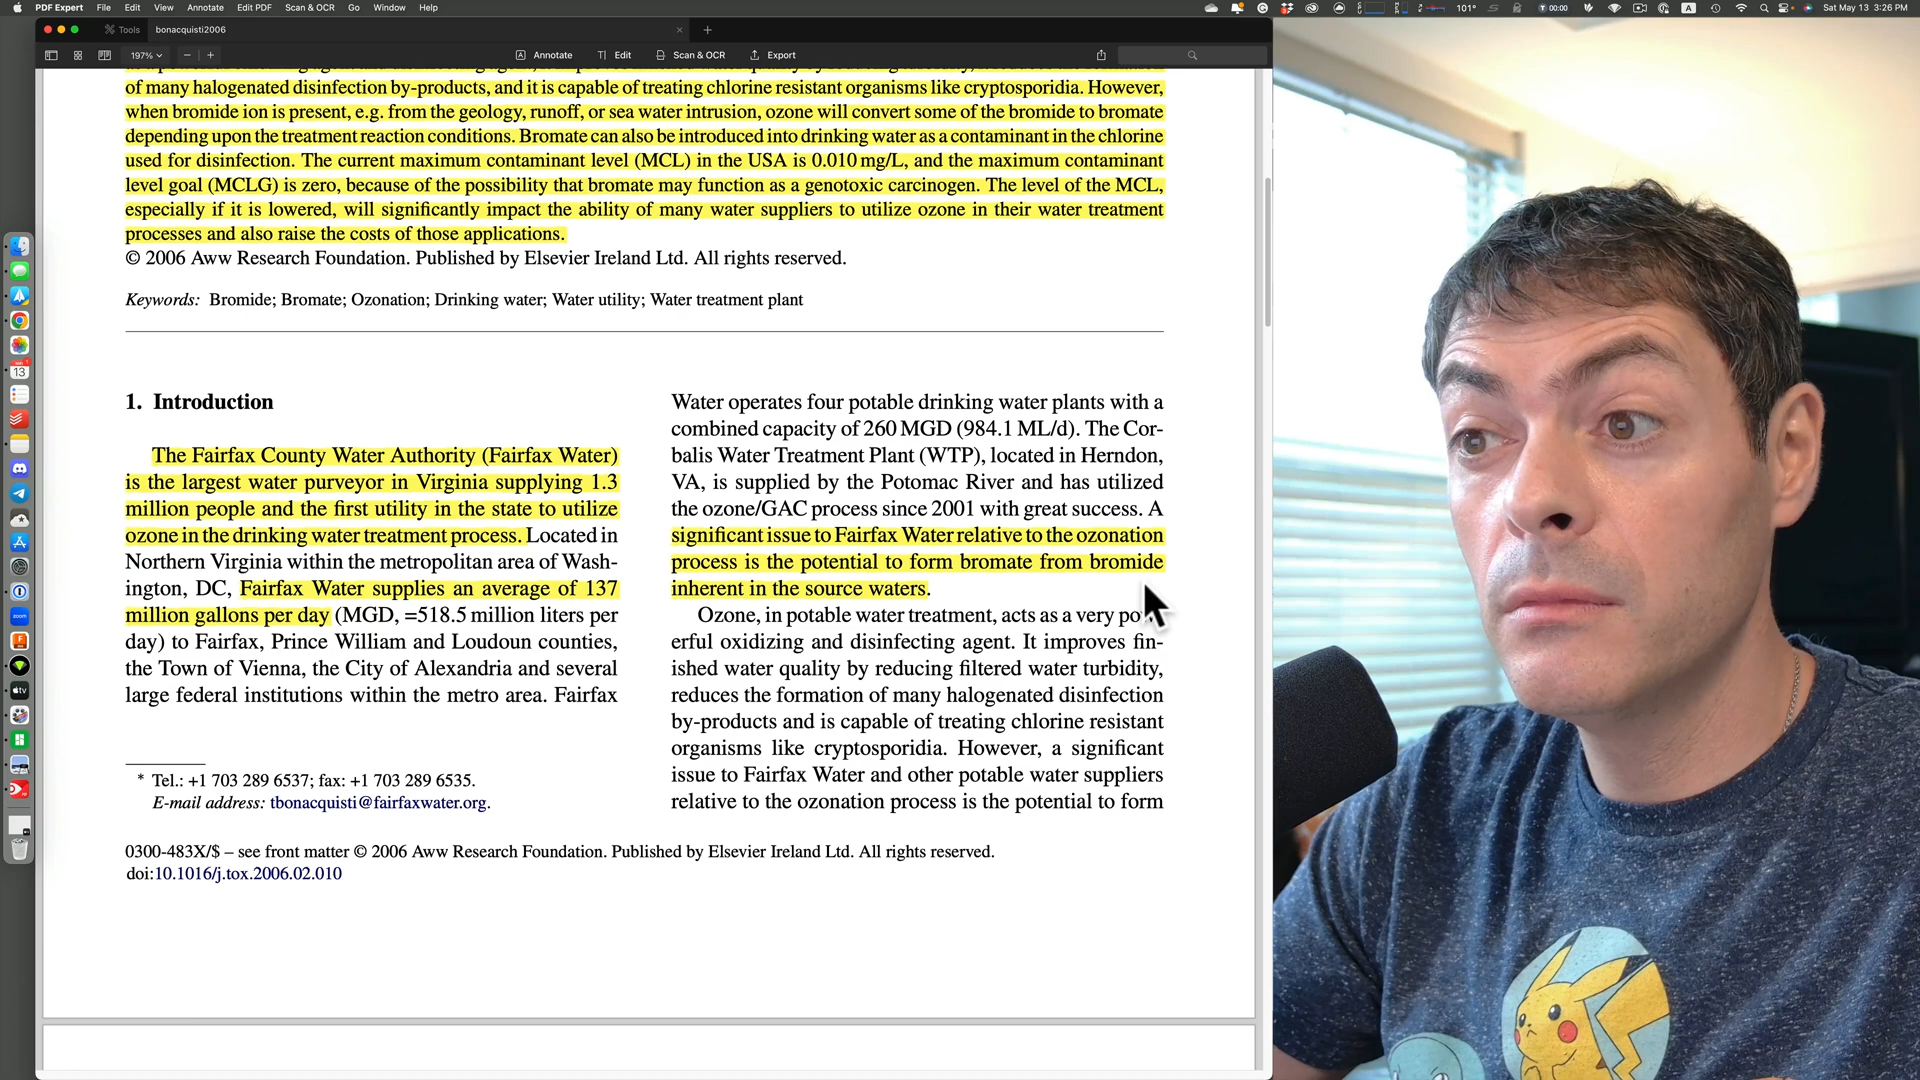 PDF Expert File Edit View Annotate Edit PDF Scan & OCR Go Window Help
101° 00:00 A Sat May 13 3:26 PM
Tools bonacquisti2006
197% Annotate Edit Scan & OCR Export
of many halogenated disinfection by-products, and it is capable of treating chlorine resistant organisms like cryptosporidia. However,
when bromide ion is present, e.g. from the geology, runoff, or sea water intrusion, ozone will convert some of the bromide to bromate
depending upon the treatment reaction conditions. Bromate can also be introduced into drinking water as a contaminant in the chlorine
used for disinfection. The current maximum contaminant level (MCL) in the USA is 0.010 mg/L, and the maximum contaminant
level goal (MCLG) is zero, because of the possibility that bromate may function as a genotoxic carcinogen. The level of the MCL,
especially if it is lowered, will significantly impact the ability of many water suppliers to utilize ozone in their water treatment
processes and also raise the costs of those applications.
© 2006 Aww Research Foundation. Published by Elsevier Ireland Ltd. All rights reserved.
Keywords: Bromide; Bromate; Ozonation; Drinking water; Water utility; Water treatment plant
1. Introduction
The Fairfax County Water Authority (Fairfax Water)
is the largest water purveyor in Virginia supplying 1.3
million people and the first utility in the state to utilize
ozone in the drinking water treatment process. Located in
Northern Virginia within the metropolitan area of Wash-
ington, DC, Fairfax Water supplies an average of 137
million gallons per day (MGD, =518.5 million liters per
day) to Fairfax, Prince William and Loudoun counties,
the Town of Vienna, the City of Alexandria and several
large federal institutions within the metro area. Fairfax
* Tel.: +1 703 289 6537; fax: +1 703 289 6535.
E-mail address: tbonacquisti@fairfaxwater.org.
Water operates four potable drinking water plants with a
combined capacity of 260 MGD (984.1 ML/d). The Cor-
balis Water Treatment Plant (WTP), located in Herndon,
VA, is supplied by the Potomac River and has utilized
the ozone/GAC process since 2001 with great success. A
significant issue to Fairfax Water relative to the ozonation
process is the potential to form bromate from bromide
inherent in the source waters.
Ozone, in potable water treatment, acts as a very po
erful oxidizing and disinfecting agent. It improves fin-
ished water quality by reducing filtered water turbidity,
reduces the formation of many halogenated disinfection
by-products and is capable of treating chlorine resistant
organisms like cryptosporidia. However, a significant
issue to Fairfax Water and other potable water suppliers
relative to the ozonation process is the potential to form
0300-483X/$ – see front matter © 2006 Aww Research Foundation. Published by Elsevier Ireland Ltd. All rights reserved.
doi:10.1016/j.tox.2006.02.010